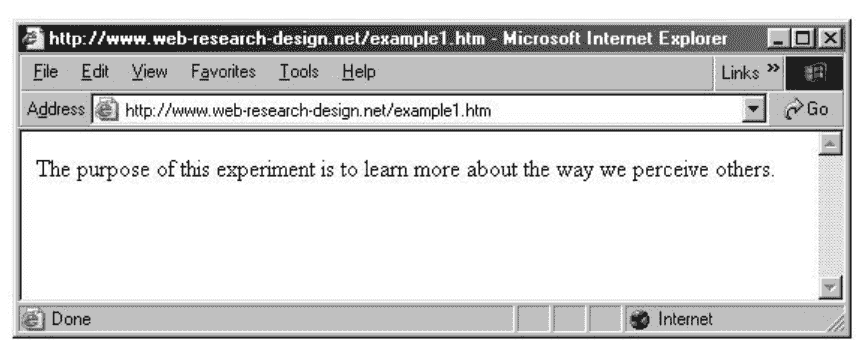 http://www.web-research-design.net/example1.htm - Microsoft Internet Explorer
File Edit View Favorites Tools Help Links »
Address http://www.web-research-design.net/example1.htm Go
The purpose of this experiment is to learn more about the way we perceive others.
Done Internet